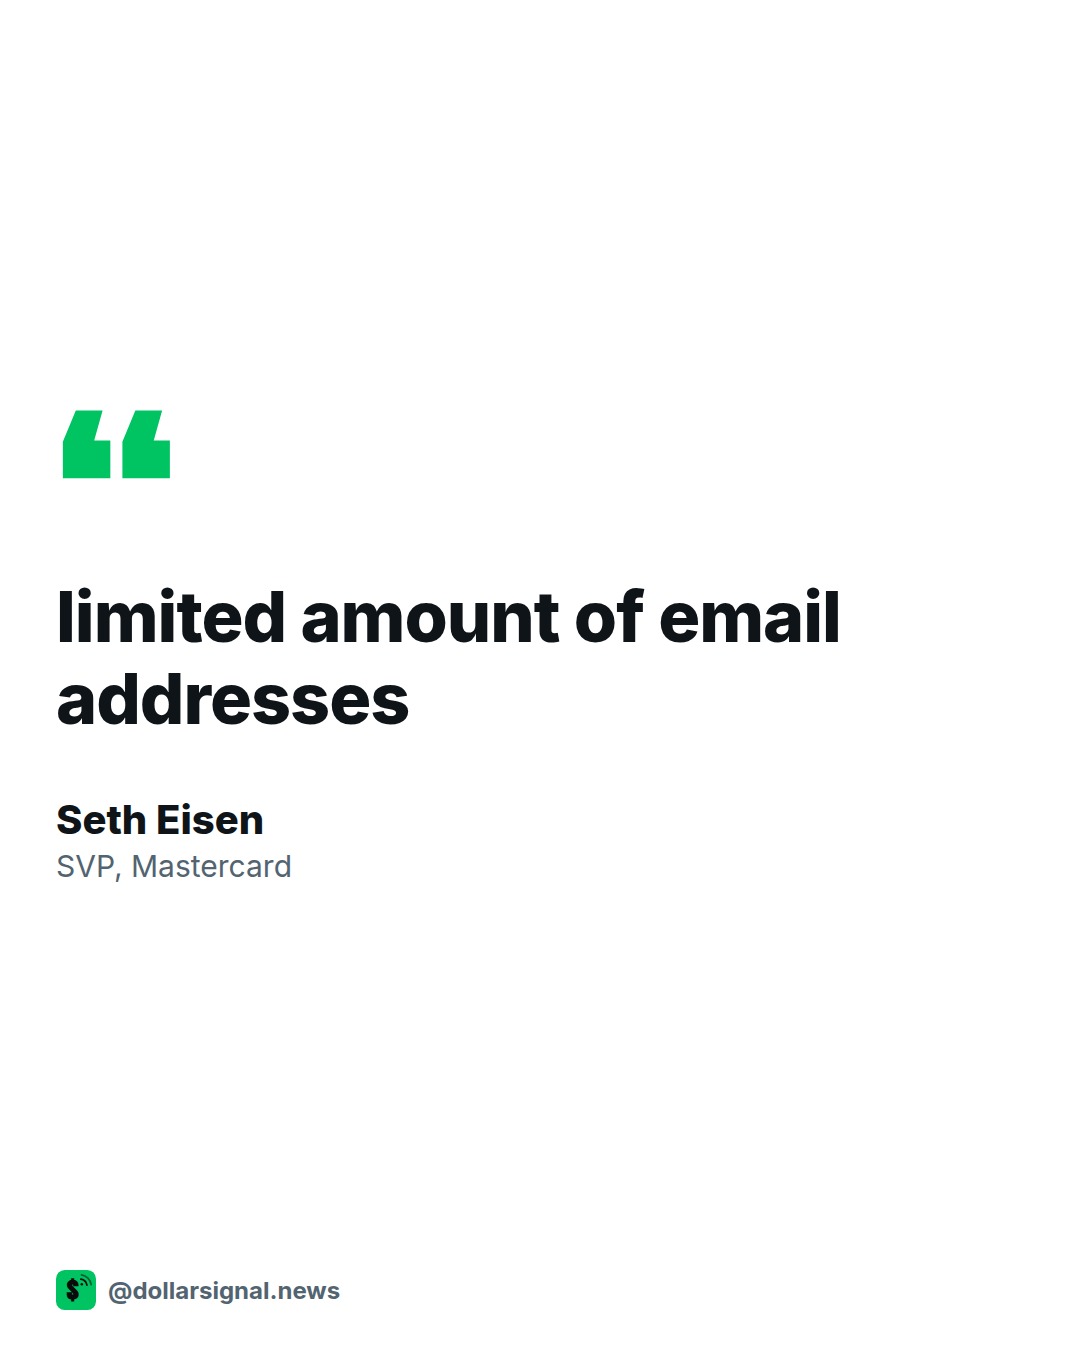 “
limited amount of email
addresses
Seth Eisen
SVP, Mastercard
$ @dollarsignal.news